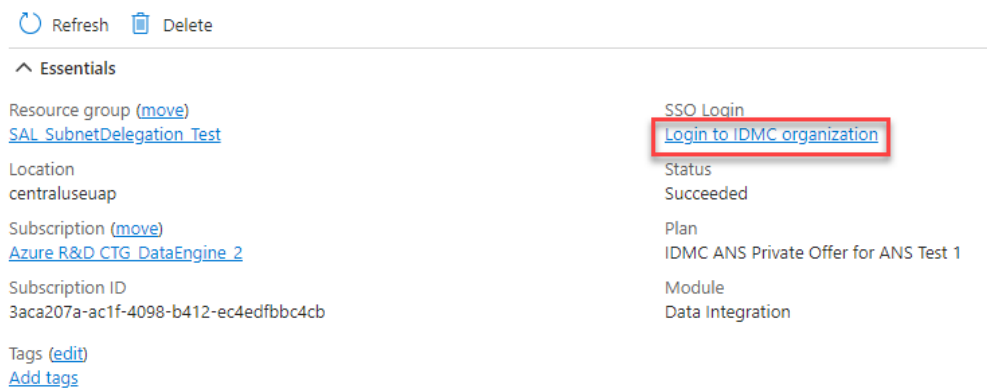 Refresh Delete
Essentials
Resource group (move)
SAL_SubnetDelegation_Test
Location
centraluseuap
Subscription (move)
Azure R&D CTG_DataEngine_2
Subscription ID
3aca207a-ac1f-4098-b412-ec4edfbbc4cb
Tags (edit)
Add tags
SSO Login
Login to IDMC organization
Status
Succeeded
Plan
IDMC ANS Private Offer for ANS Test 1
Module
Data Integration